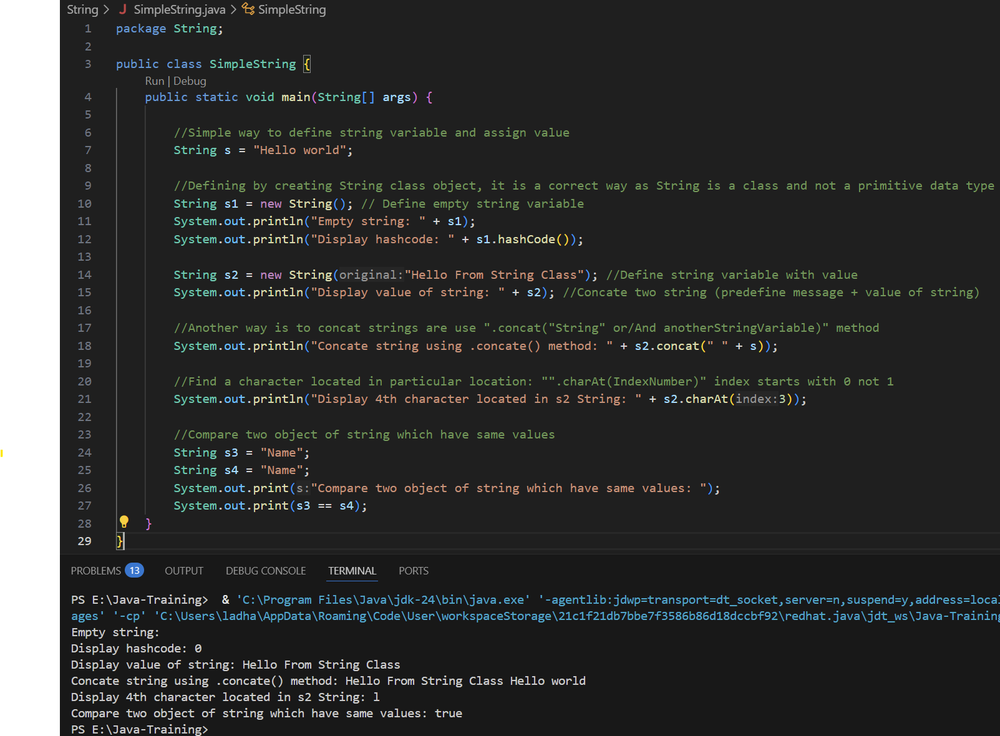 String > J SimpleString.java > SimpleString
1 package String;
2
3 public class SimpleString {
Run | Debug
4 public static void main(String[] args) {
5
6 //Simple way to define string variable and assign value
7 String s = "Hello world";
8
9 //Defining by creating String class object, it is a correct way as String is a class and not a primitive data type
10 String s1 = new String(); // Define empty string variable
11 System.out.println("Empty string: " + s1);
12 System.out.println("Display hashcode: " + s1.hashCode());
13
14 String s2 = new String(original:"Hello From String Class"); //Define string variable with value
15 System.out.println("Display value of string: " + s2); //Concate two string (predefine message + value of string)
16
17 //Another way is to concat strings are use ".concat("String" or/And anotherStringVariable)" method
18 System.out.println("Concate string using .concate() method: " + s2.concat(" " + s));
19
20 //Find a character located in particular location: "".charAt(IndexNumber)" index starts with 0 not 1
21 System.out.println("Display 4th character located in s2 String: " + s2.charAt(index:3));
22
23 //Compare two object of string which have same values
24 String s3 = "Name";
25 String s4 = "Name";
26 System.out.print(s:"Compare two object of string which have same values: ");
27 System.out.print(s3 == s4);
28 }
29 }
PROBLEMS 13 OUTPUT DEBUG CONSOLE TERMINAL PORTS
PS E:\Java-Training> & 'C:\Program Files\Java\jdk-24\bin\java.exe' '-agentlib:jdwp=transport=dt_socket,server=n,suspend=y,address=loca
ages' '-cp' 'C:\Users\ladha\AppData\Roaming\Code\User\workspaceStorage\21c1f21db7bbe7f3586b86d18dccbf92\redhat.java\jdt_ws\Java-Training
Empty string:
Display hashcode: 0
Display value of string: Hello From String Class
Concate string using .concate() method: Hello From String Class Hello world
Display 4th character located in s2 String: l
Compare two object of string which have same values: true
PS E:\Java-Training>